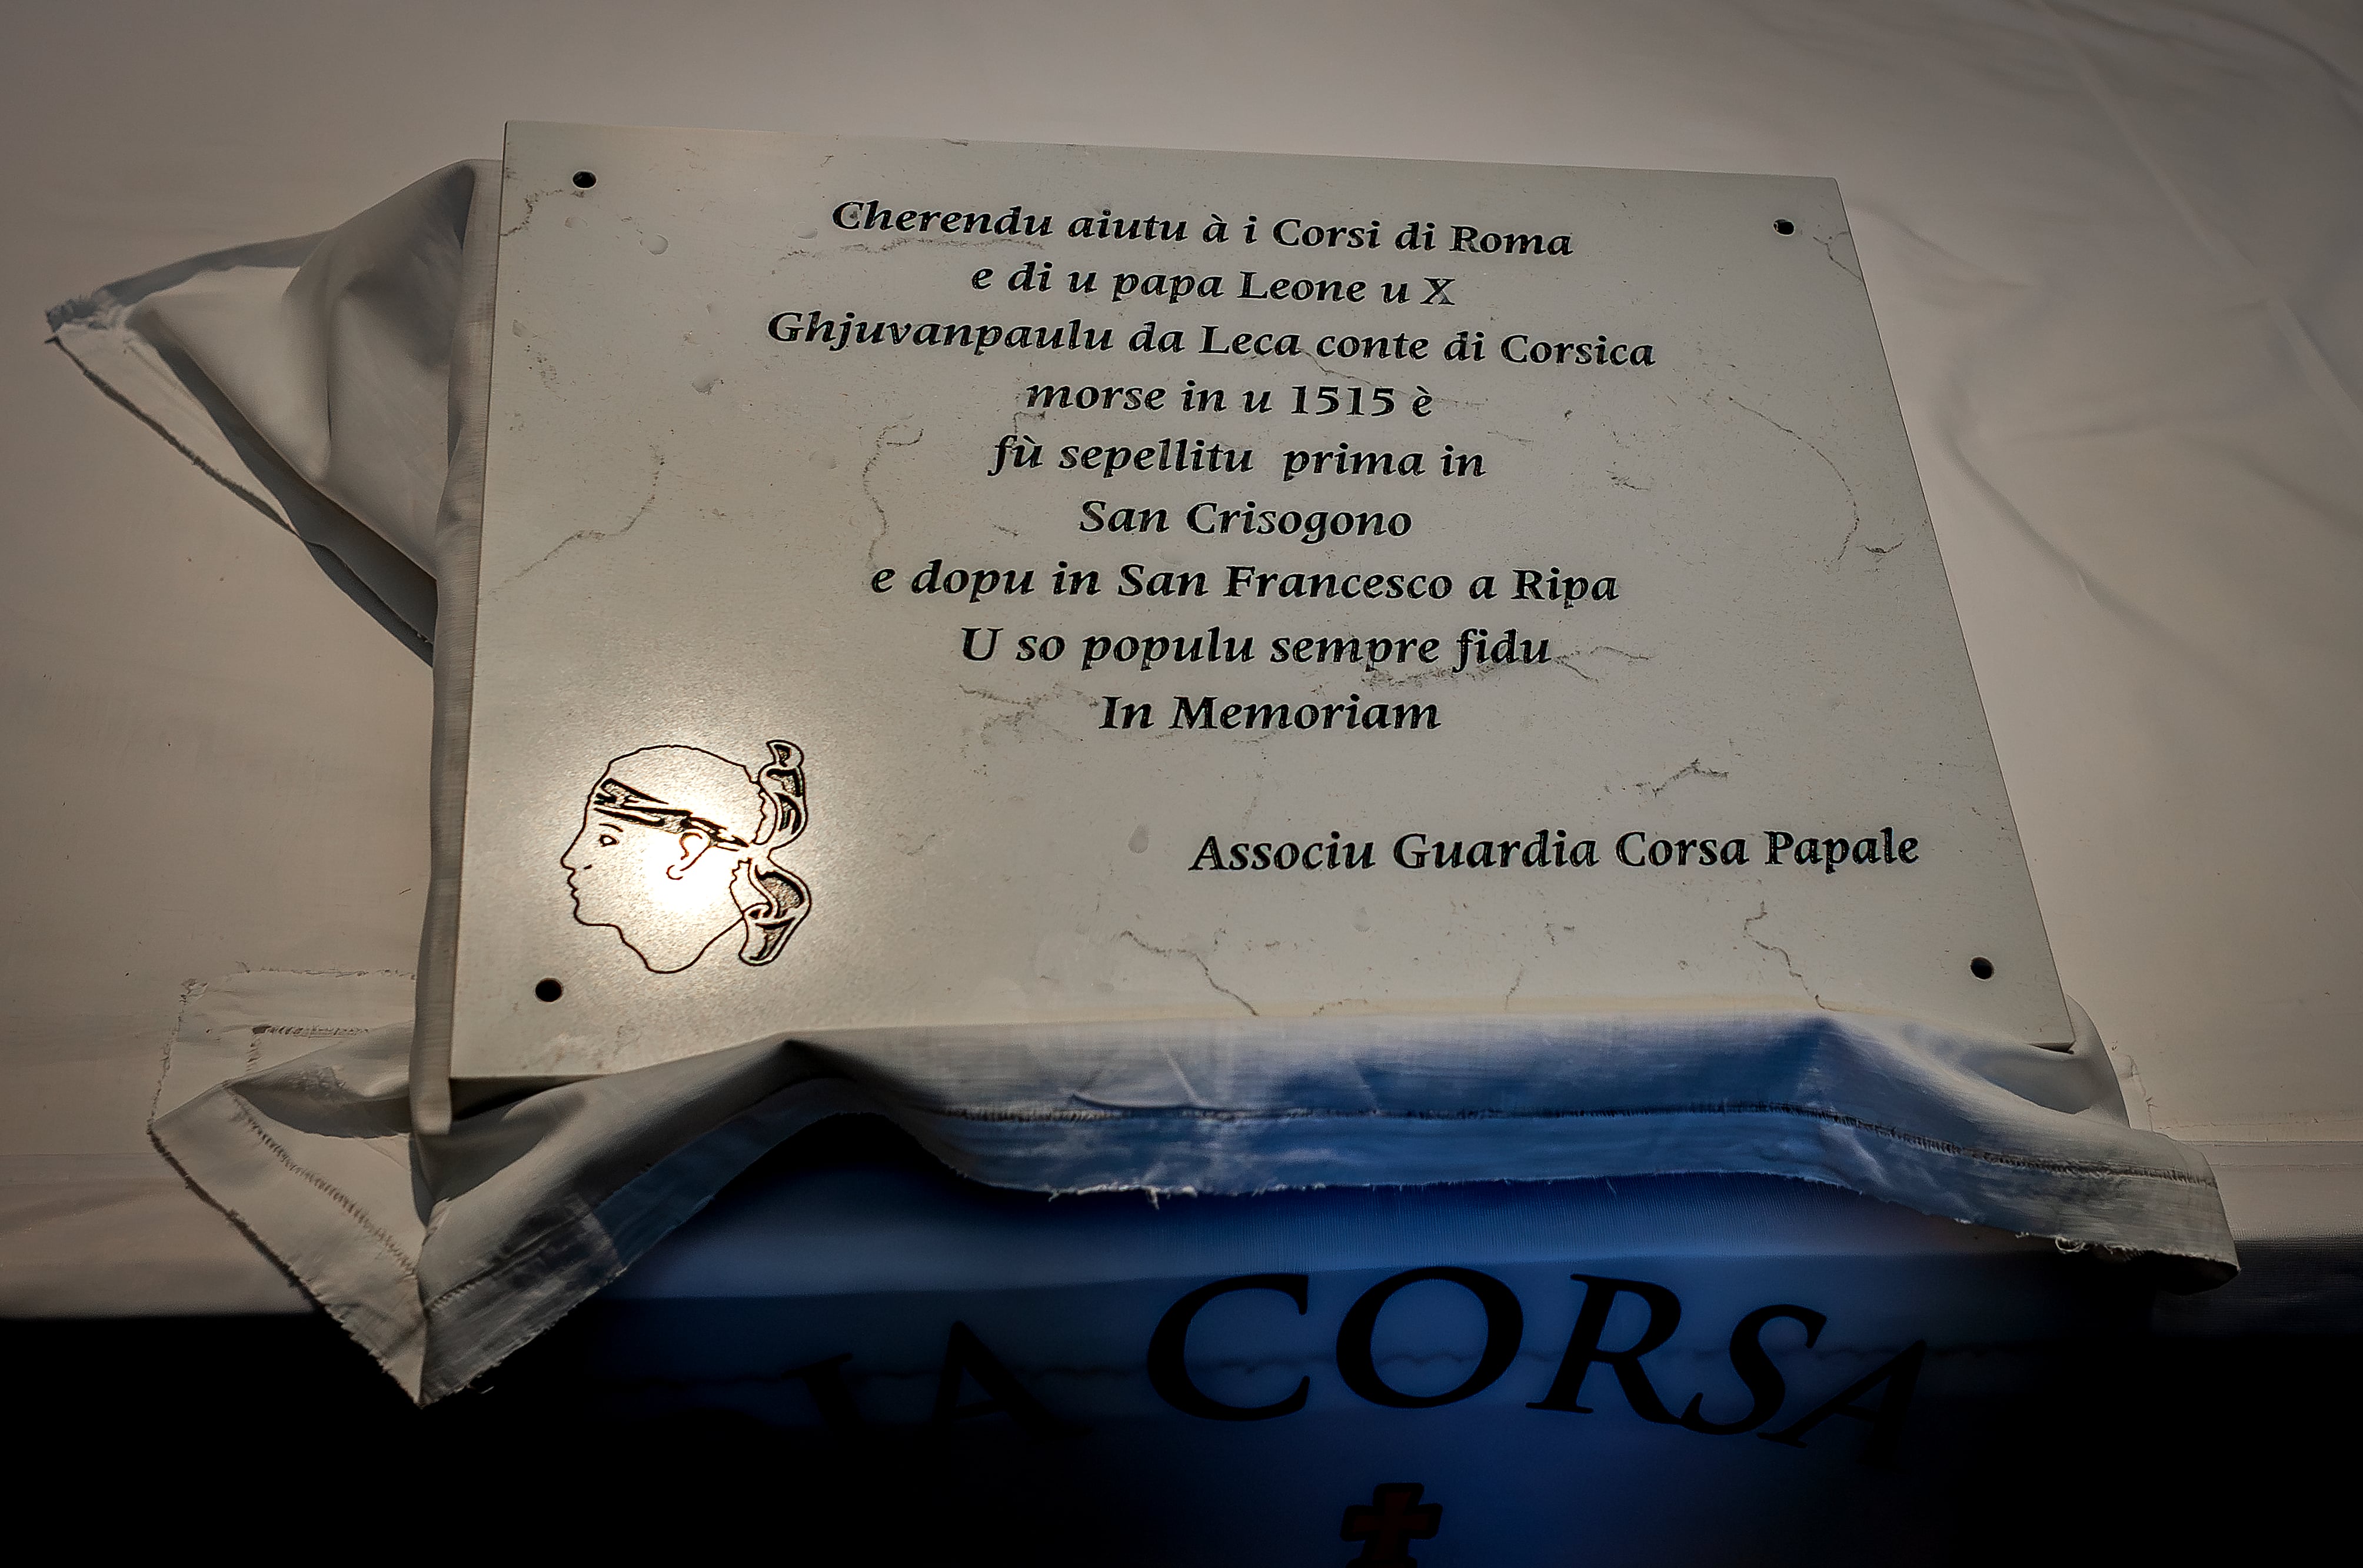 Cherendu aiutu à i Corsi di Roma
e di u papa Leone u X
Ghjuvanpaulu da Leca conte di Corsica
morse in u 1515 è
fù sepellitu prima in
San Crisogono
e dopu in San Francesco a Ripa
U so populu sempre fidu
In Memoriam
Associu Guardia Corsa Papale
IA CORSA